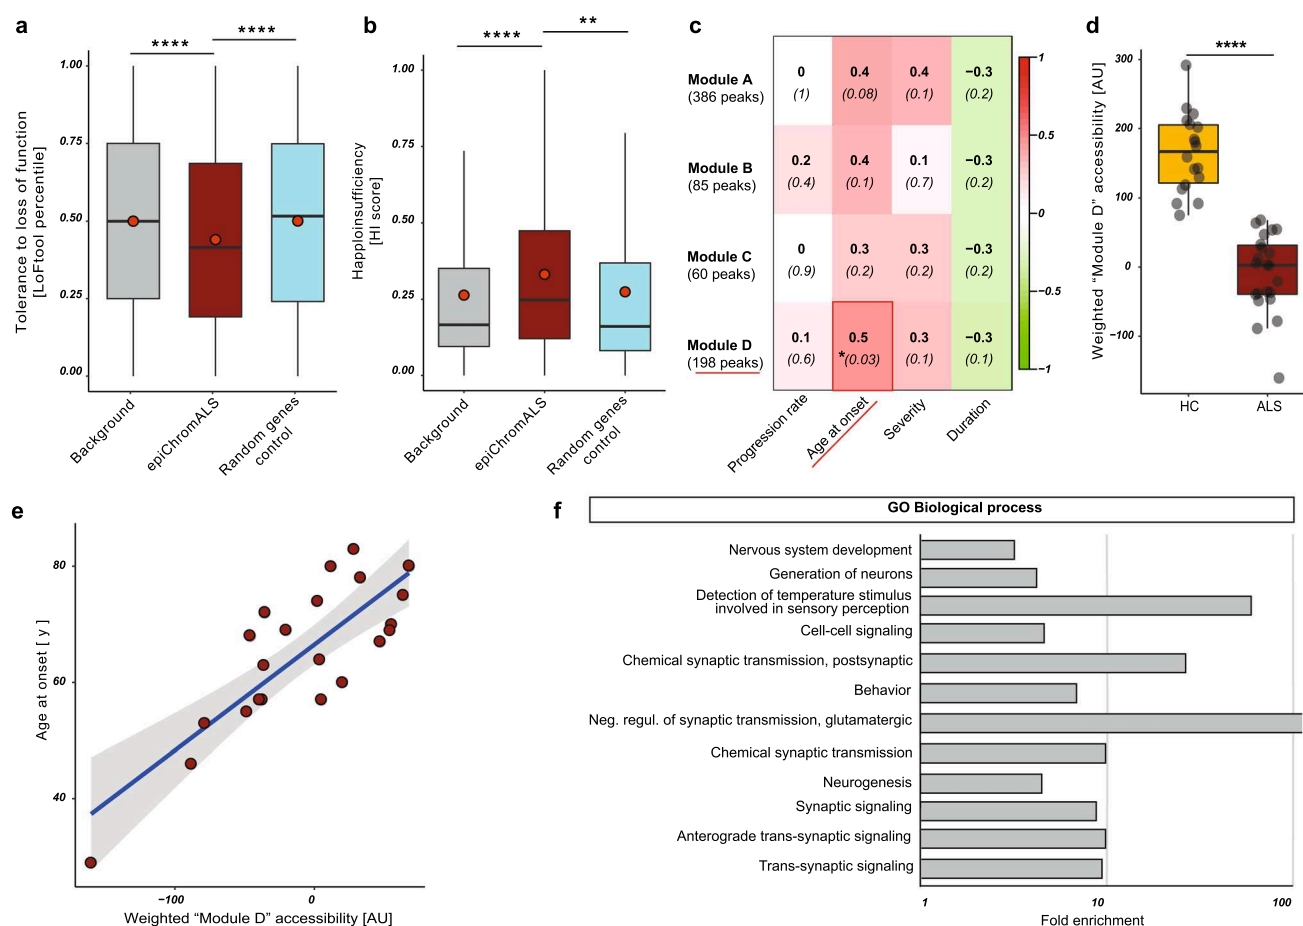 a
****
****
Tolerance to loss of function
[LoFtool percentile]
1.00
0.75
0.50
0.25
0.00
Background
epiChromALS
Random genes
control
b
****
**
Happloinsufficiency
[HI score]
1.00
0.75
0.50
0.25
0.00
Background
epiChromALS
Random genes
control
c
Module A
(386 peaks)
0
(1)
0.4
(0.08)
0.4
(0.1)
−0.3
(0.2)
Module B
(85 peaks)
0.2
(0.4)
0.4
(0.1)
0.1
(0.7)
−0.3
(0.2)
Module C
(60 peaks)
0
(0.9)
0.3
(0.2)
0.3
(0.2)
−0.3
(0.2)
Module D
(198 peaks)
0.1
(0.6)
0.5
*(0.03)
0.3
(0.1)
−0.3
(0.1)
Progression rate
Age at onset
Severity
Duration
1
0.5
0
−0.5
−1
d
****
Weighted “Module D” accessibility [AU]
300
200
100
0
−100
HC
ALS
e
Age at onset [ y ]
80
60
40
−100
0
Weighted “Module D” accessibility [AU]
f
GO Biological process
Nervous system development
Generation of neurons
Detection of temperature stimulus
involved in sensory perception
Cell-cell signaling
Chemical synaptic transmission, postsynaptic
Behavior
Neg. regul. of synaptic transmission, glutamatergic
Chemical synaptic transmission
Neurogenesis
Synaptic signaling
Anterograde trans-synaptic signaling
Trans-synaptic signaling
1
10
100
Fold enrichment